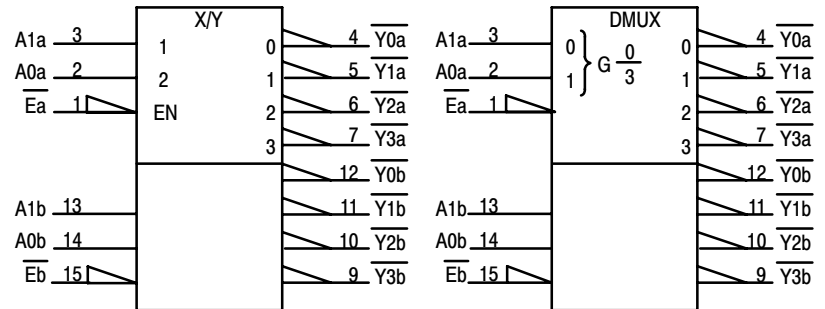 X/Y
A1a 3 1 0 4 Y0a
A0a 2 2 1 5 Y1a
Ea 1 EN 2 6 Y2a
3 7 Y3a
12 Y0b
A1b 13 11 Y1b
A0b 14 10 Y2b
Eb 15 9 Y3b
DMUX
A1a 3 0 0 4 Y0a
A0a 2 1 G 0/3 1 5 Y1a
Ea 1 2 6 Y2a
3 7 Y3a
12 Y0b
A1b 13 11 Y1b
A0b 14 10 Y2b
Eb 15 9 Y3b